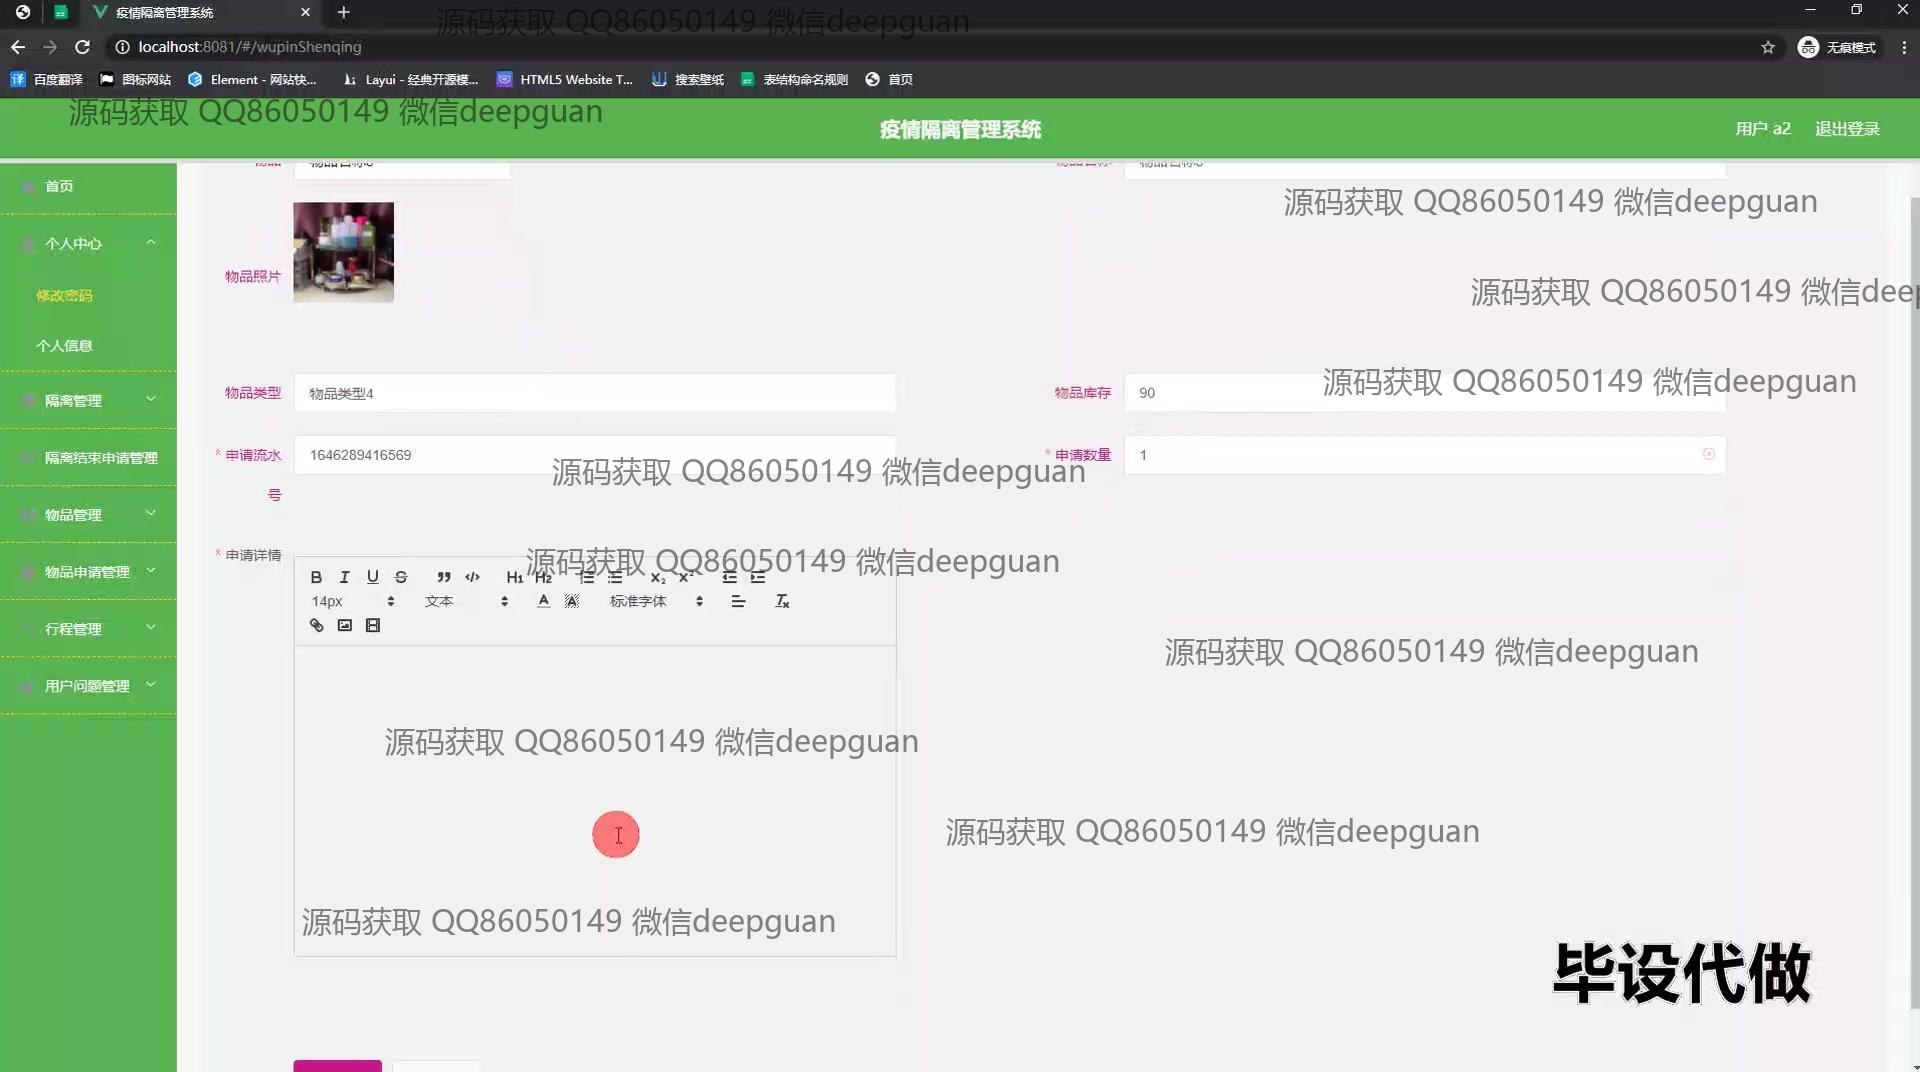 疫情隔离管理系统
源码获取 QQ86050149 微信deepguan
localhost:8081/#/wupinShenqing
无痕模式
百度翻译 图标网站 Element - 网站快... Layui - 经典开源模... HTML5 Website T... 搜索壁纸 表结构命名规则 首页
源码获取 QQ86050149 微信deepguan
疫情隔离管理系统
用户 a2 退出登录
首页
源码获取 QQ86050149 微信deepguan
个人中心
物品照片
修改密码
源码获取 QQ86050149 微信deep
个人信息
物品类型 物品类型4
物品库存 90
源码获取 QQ86050149 微信deepguan
隔离管理
* 申请流水号 1646289416569
* 申请数量 1
隔离结束申请管理
源码获取 QQ86050149 微信deepguan
物品管理
* 申请详情
源码获取 QQ86050149 微信deepguan
物品申请管理
B I U S H1 H2 X₂ X²
14px 文本 A A 标准字体
行程管理
源码获取 QQ86050149 微信deepguan
用户问题管理
源码获取 QQ86050149 微信deepguan
源码获取 QQ86050149 微信deepguan
源码获取 QQ86050149 微信deepguan
毕设代做